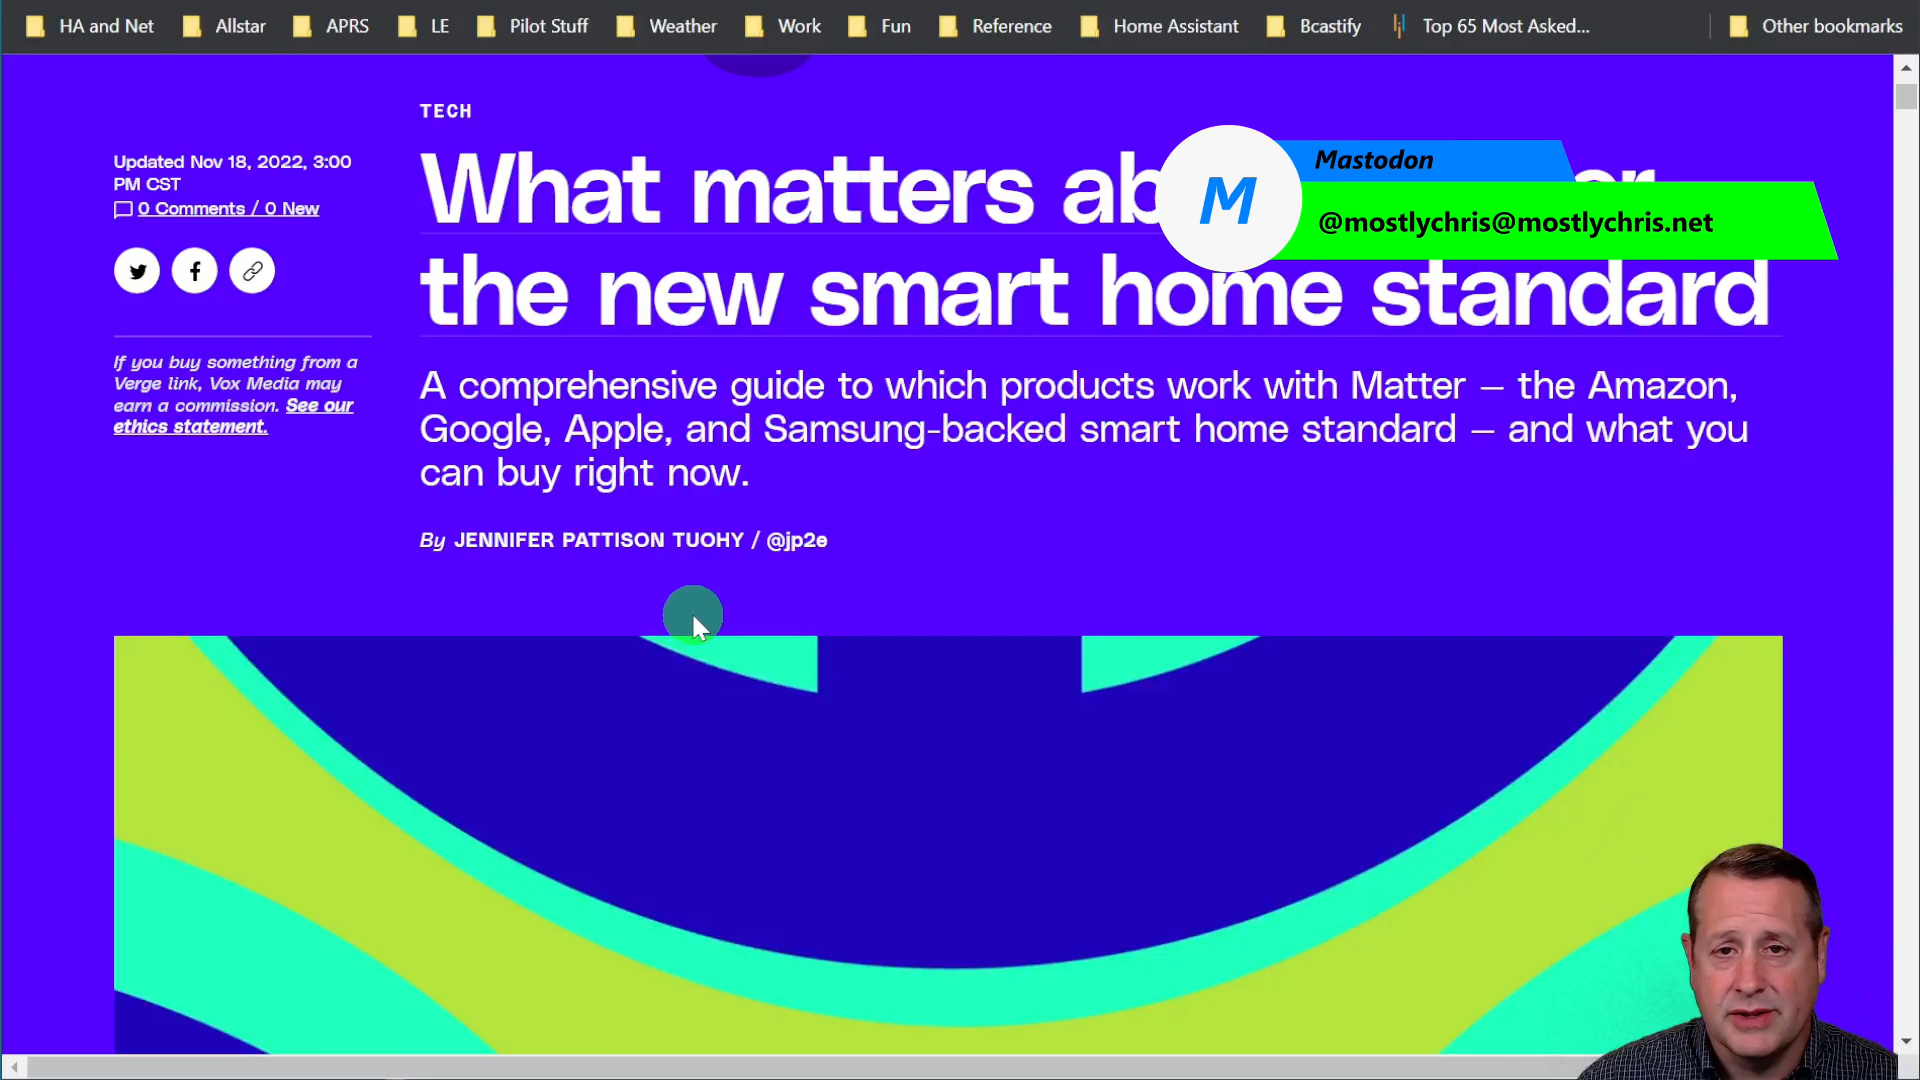 HA and Net Allstar APRS LE Pilot Stuff Weather Work Fun Reference Home Assistant Bcastify Top 65 Most Asked... Other bookmarks
TECH
Updated Nov 18, 2022, 3:00
PM CST
0 Comments / 0 New
What matters ab
Mastodon
M
@mostlychris@mostlychris.net
the new smart home standard
If you buy something from a
Verge link, Vox Media may
earn a commission. See our
ethics statement.
A comprehensive guide to which products work with Matter — the Amazon,
Google, Apple, and Samsung-backed smart home standard — and what you
can buy right now.
By JENNIFER PATTISON TUOHY / @jp2e